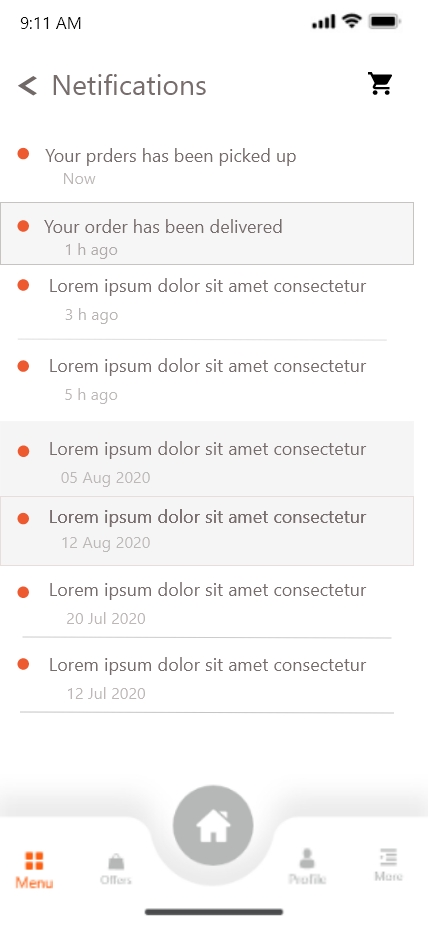 9:11 AM
Netifications
Your prders has been picked up
Now
Your order has been delivered
1 h ago
Lorem ipsum dolor sit amet consectetur
3 h ago
Lorem ipsum dolor sit amet consectetur
5 h ago
Lorem ipsum dolor sit amet consectetur
05 Aug 2020
Lorem ipsum dolor sit amet consectetur
12 Aug 2020
Lorem ipsum dolor sit amet consectetur
20 Jul 2020
Lorem ipsum dolor sit amet consectetur
12 Jul 2020
Menu Offers Profile More